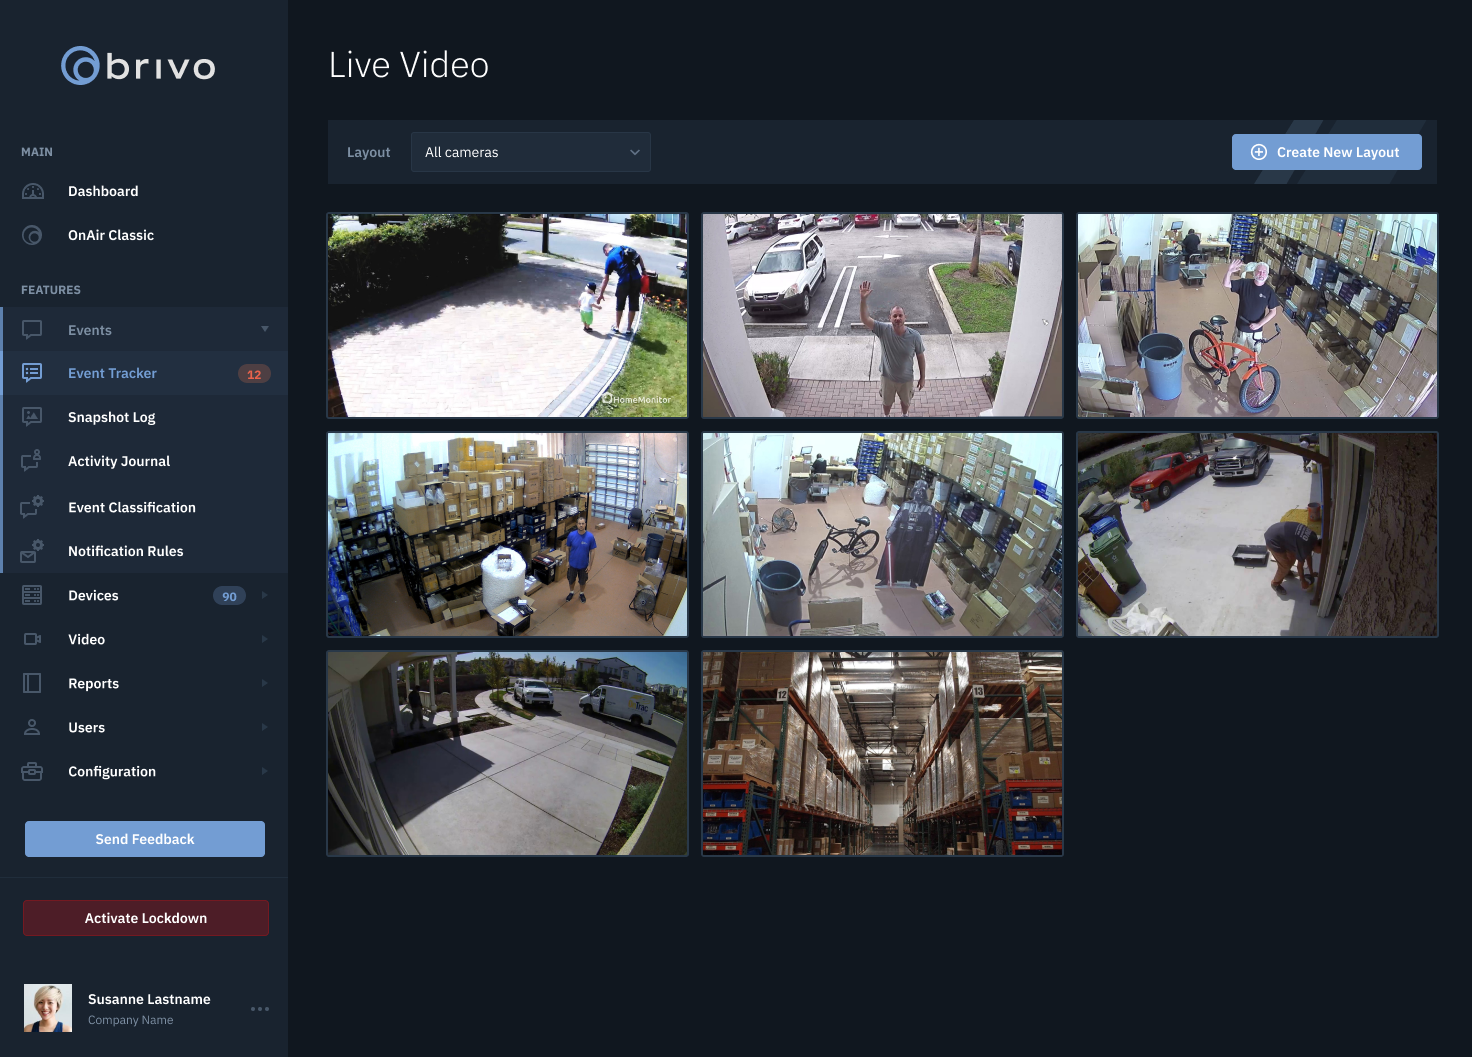 brivo
MAIN
Dashboard
OnAir Classic
FEATURES
Events
Event Tracker 12
Snapshot Log
Activity Journal
Event Classification
Notification Rules
Devices 90
Video
Reports
Users
Configuration
Send Feedback
Activate Lockdown
Susanne Lastname
Company Name
Live Video
Layout All cameras Create New Layout
HomeMonitor
Trac
12 13